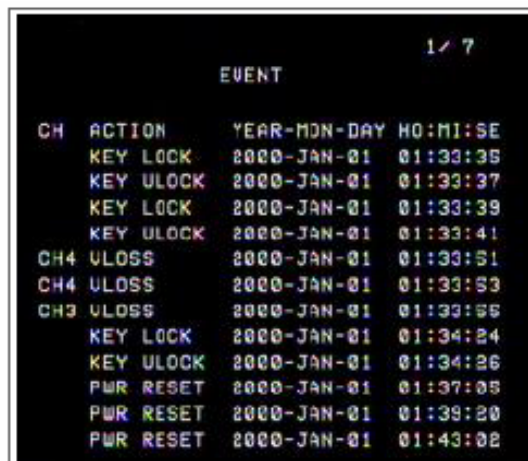 1/ 7
EVENT
CH ACTION YEAR-MON-DAY HO:MI:SE
KEY LOCK 2000-JAN-01 01:33:35
KEY ULOCK 2000-JAN-01 01:33:37
KEY LOCK 2000-JAN-01 01:33:39
KEY ULOCK 2000-JAN-01 01:33:41
CH4 VLOSS 2000-JAN-01 01:33:51
CH4 VLOSS 2000-JAN-01 01:33:53
CH3 VLOSS 2000-JAN-01 01:33:55
KEY LOCK 2000-JAN-01 01:34:24
KEY ULOCK 2000-JAN-01 01:34:26
PWR RESET 2000-JAN-01 01:37:05
PWR RESET 2000-JAN-01 01:39:20
PWR RESET 2000-JAN-01 01:43:02